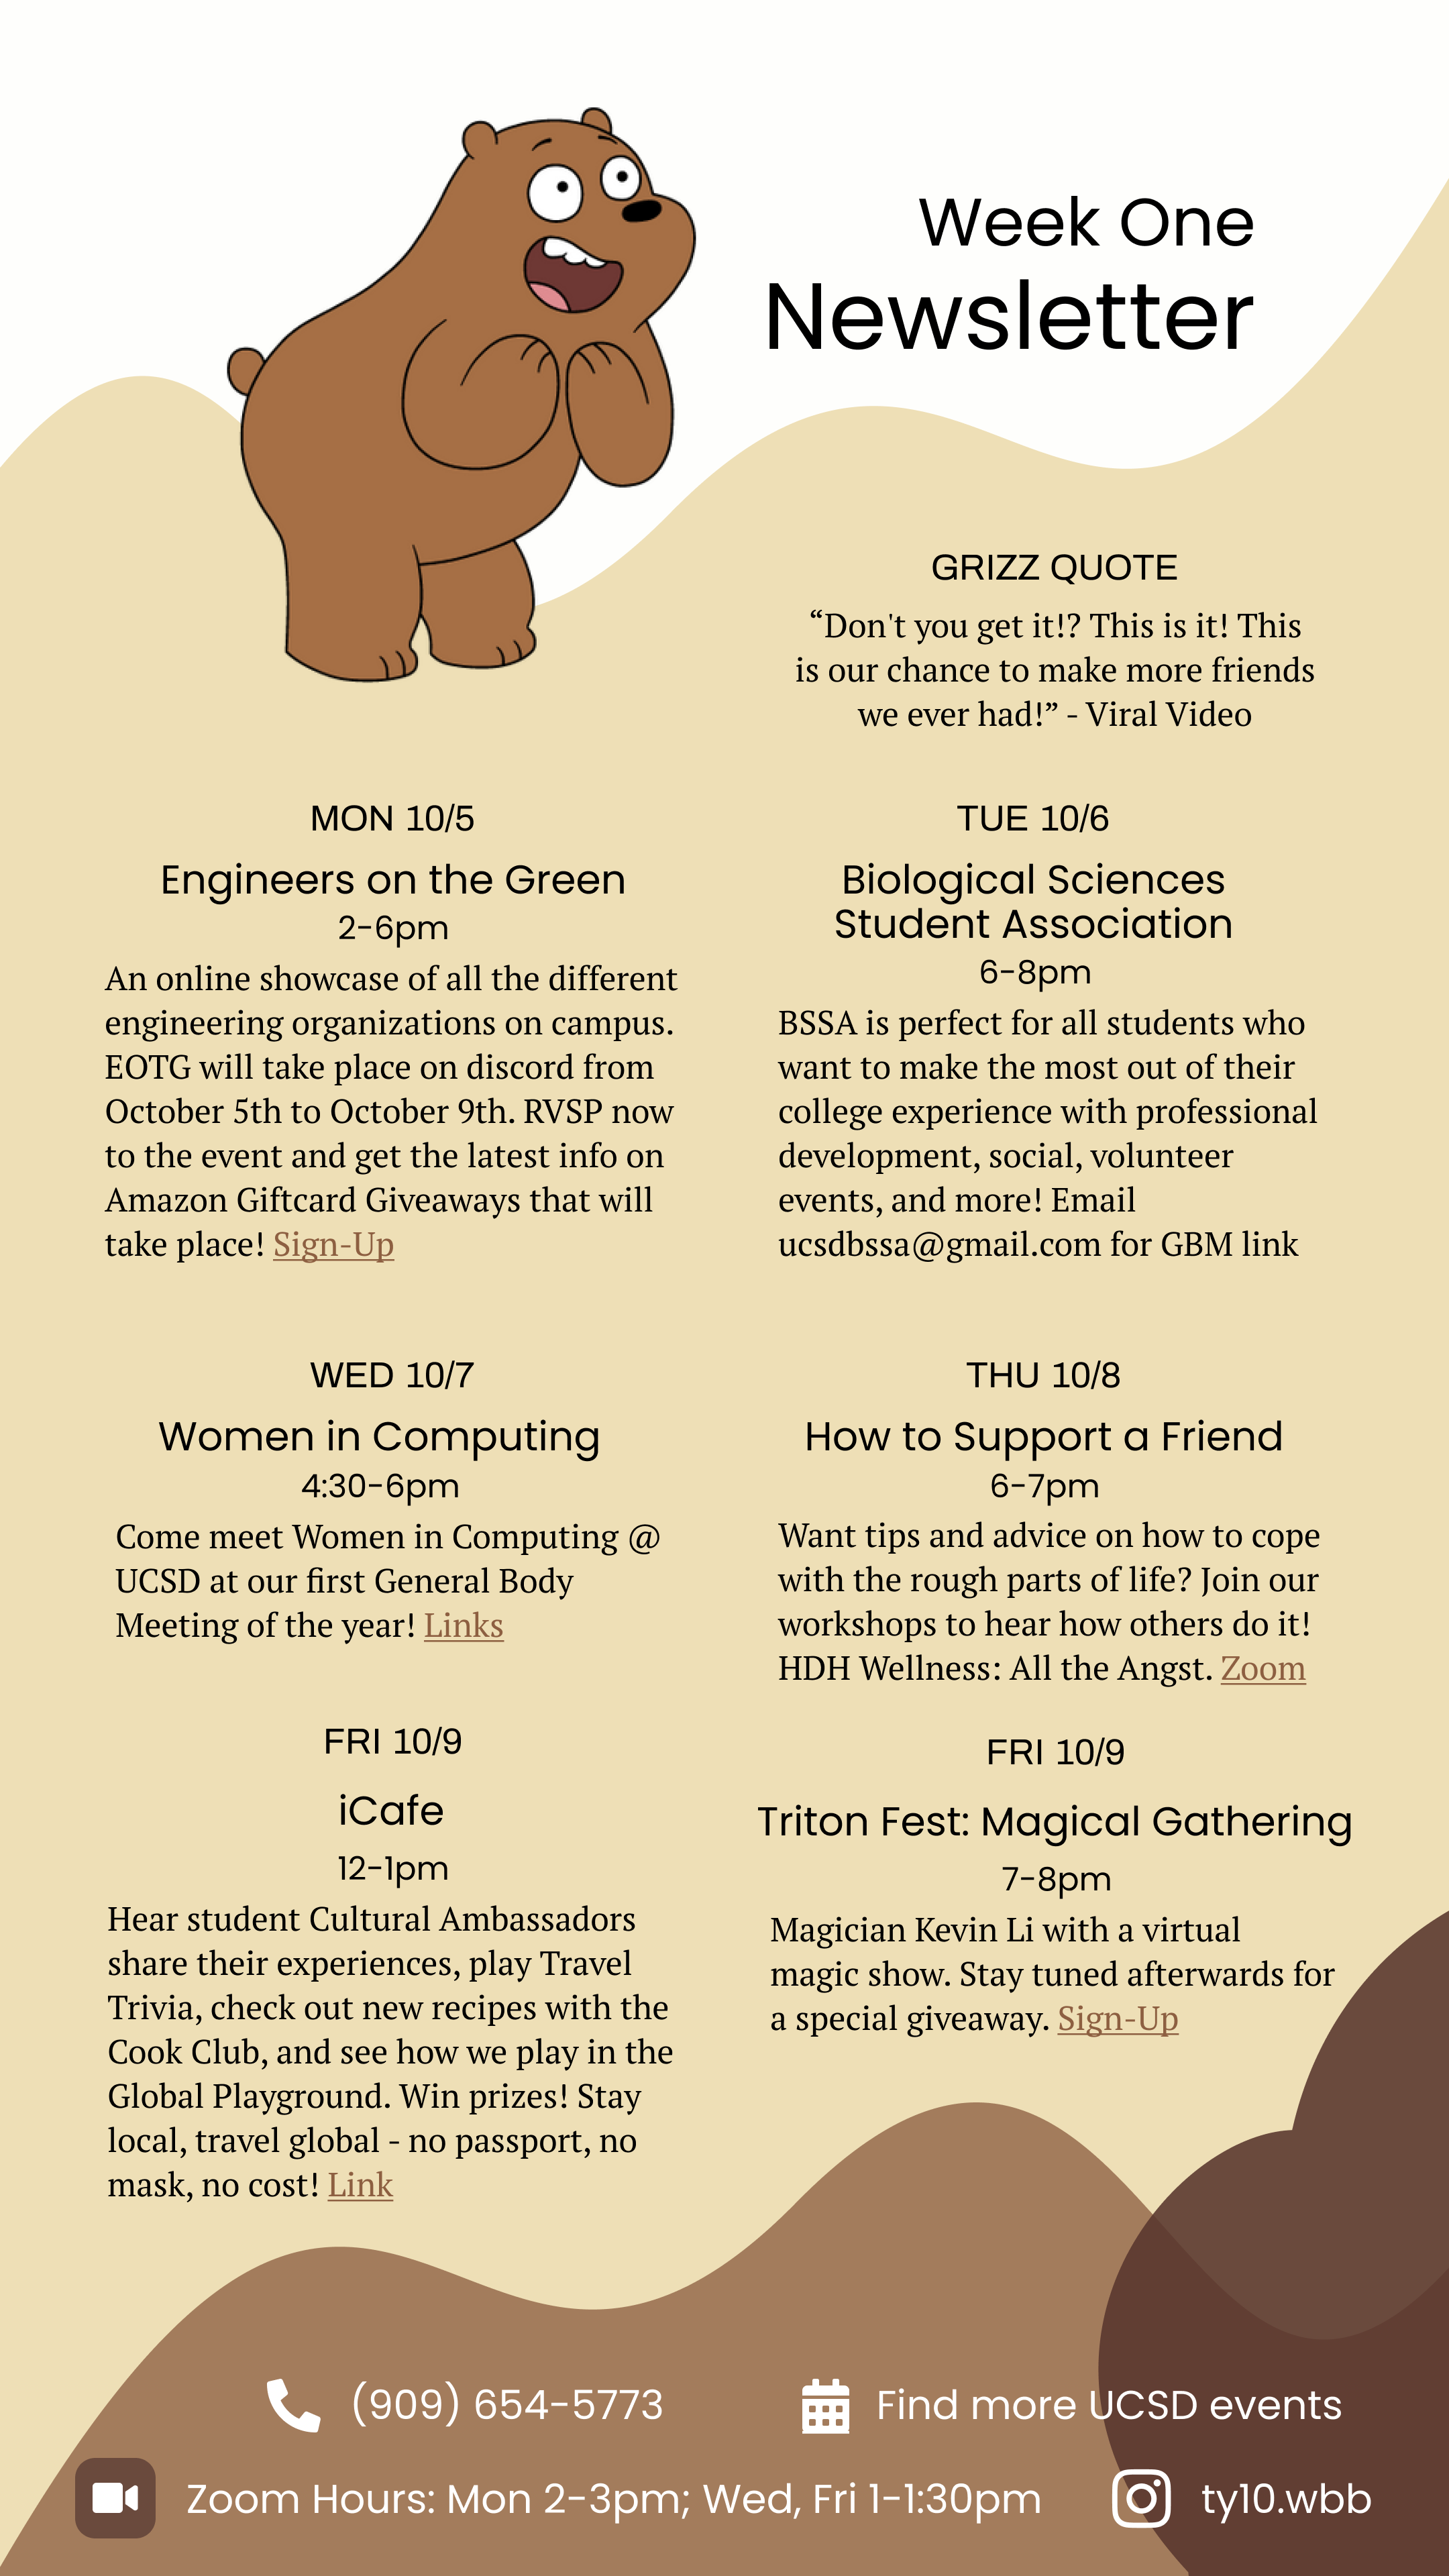 Week One
Newsletter
GRIZZ QUOTE
“Don't you get it!? This is it! This
is our chance to make more friends
we ever had!” - Viral Video
MON 10/5
Engineers on the Green
2-6pm
An online showcase of all the different
engineering organizations on campus.
EOTG will take place on discord from
October 5th to October 9th. RVSP now
to the event and get the latest info on
Amazon Giftcard Giveaways that will
take place! Sign-Up
TUE 10/6
Biological Sciences
Student Association
6-8pm
BSSA is perfect for all students who
want to make the most out of their
college experience with professional
development, social, volunteer
events, and more! Email
ucsdbssa@gmail.com for GBM link
WED 10/7
Women in Computing
4:30-6pm
Come meet Women in Computing @
UCSD at our first General Body
Meeting of the year! Links
THU 10/8
How to Support a Friend
6-7pm
Want tips and advice on how to cope
with the rough parts of life? Join our
workshops to hear how others do it!
HDH Wellness: All the Angst. Zoom
FRI 10/9
iCafe
12-1pm
Hear student Cultural Ambassadors
share their experiences, play Travel
Trivia, check out new recipes with the
Cook Club, and see how we play in the
Global Playground. Win prizes! Stay
local, travel global - no passport, no
mask, no cost! Link
FRI 10/9
Triton Fest: Magical Gathering
7-8pm
Magician Kevin Li with a virtual
magic show. Stay tuned afterwards for
a special giveaway. Sign-Up
(909) 654-5773
Find more UCSD events
Zoom Hours: Mon 2-3pm; Wed, Fri 1-1:30pm
ty10.wbb